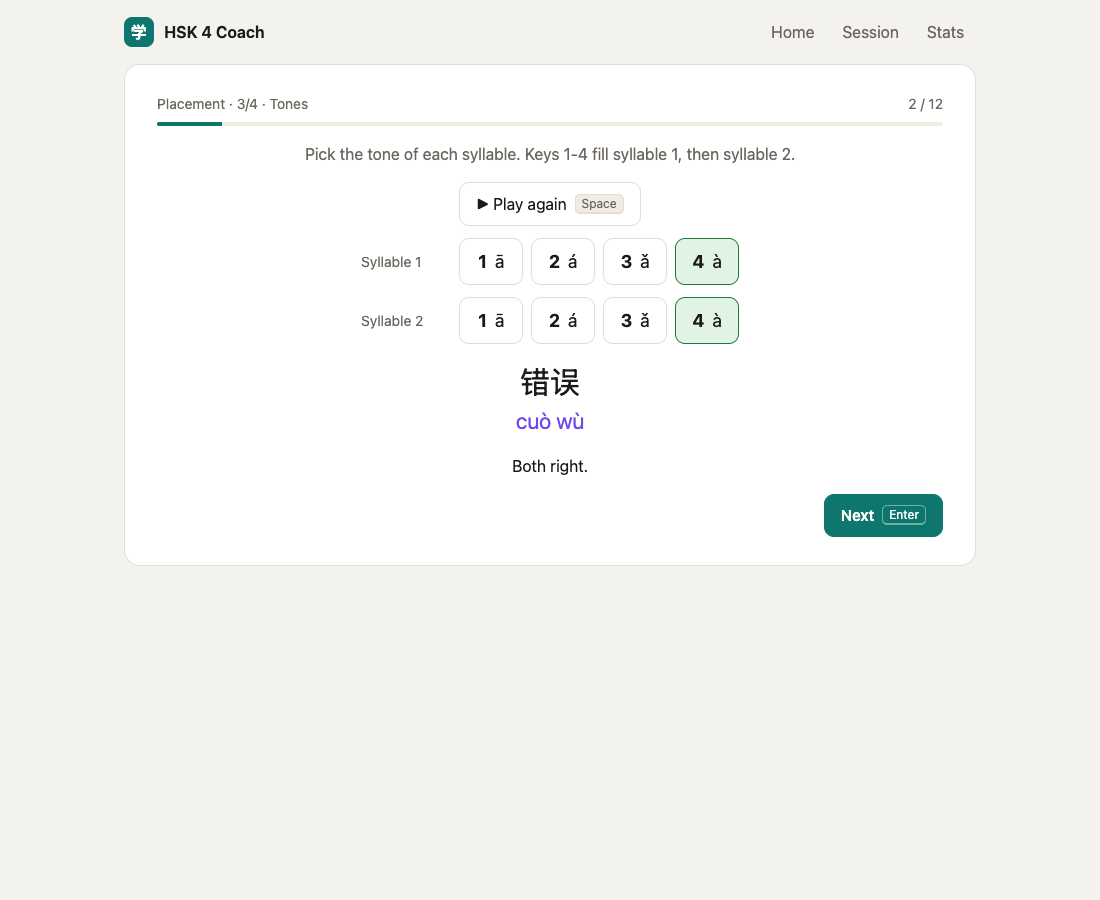 学 HSK 4 Coach Home Session Stats
Placement · 3/4 · Tones 2 / 12
Pick the tone of each syllable. Keys 1-4 fill syllable 1, then syllable 2.
▶ Play again Space
Syllable 1 1 ā 2 á 3 ǎ 4 à
Syllable 2 1 ā 2 á 3 ǎ 4 à
错误
cuò wù
Both right.
Next Enter